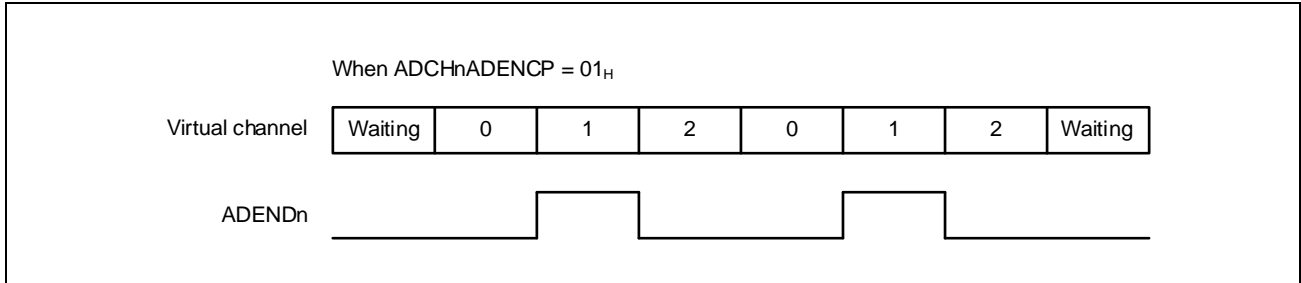 When ADCHnADENCP = 01H
Virtual channel Waiting 0 1 2 0 1 2 Waiting
ADENDn